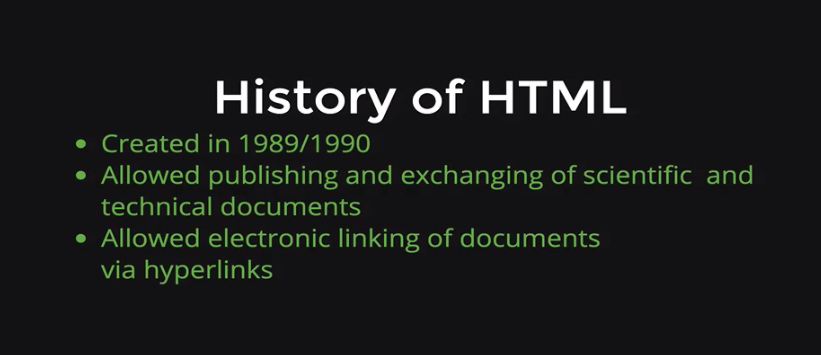 History of HTML
• Created in 1989/1990
• Allowed publishing and exchanging of scientific and
technical documents
• Allowed electronic linking of documents
via hyperlinks